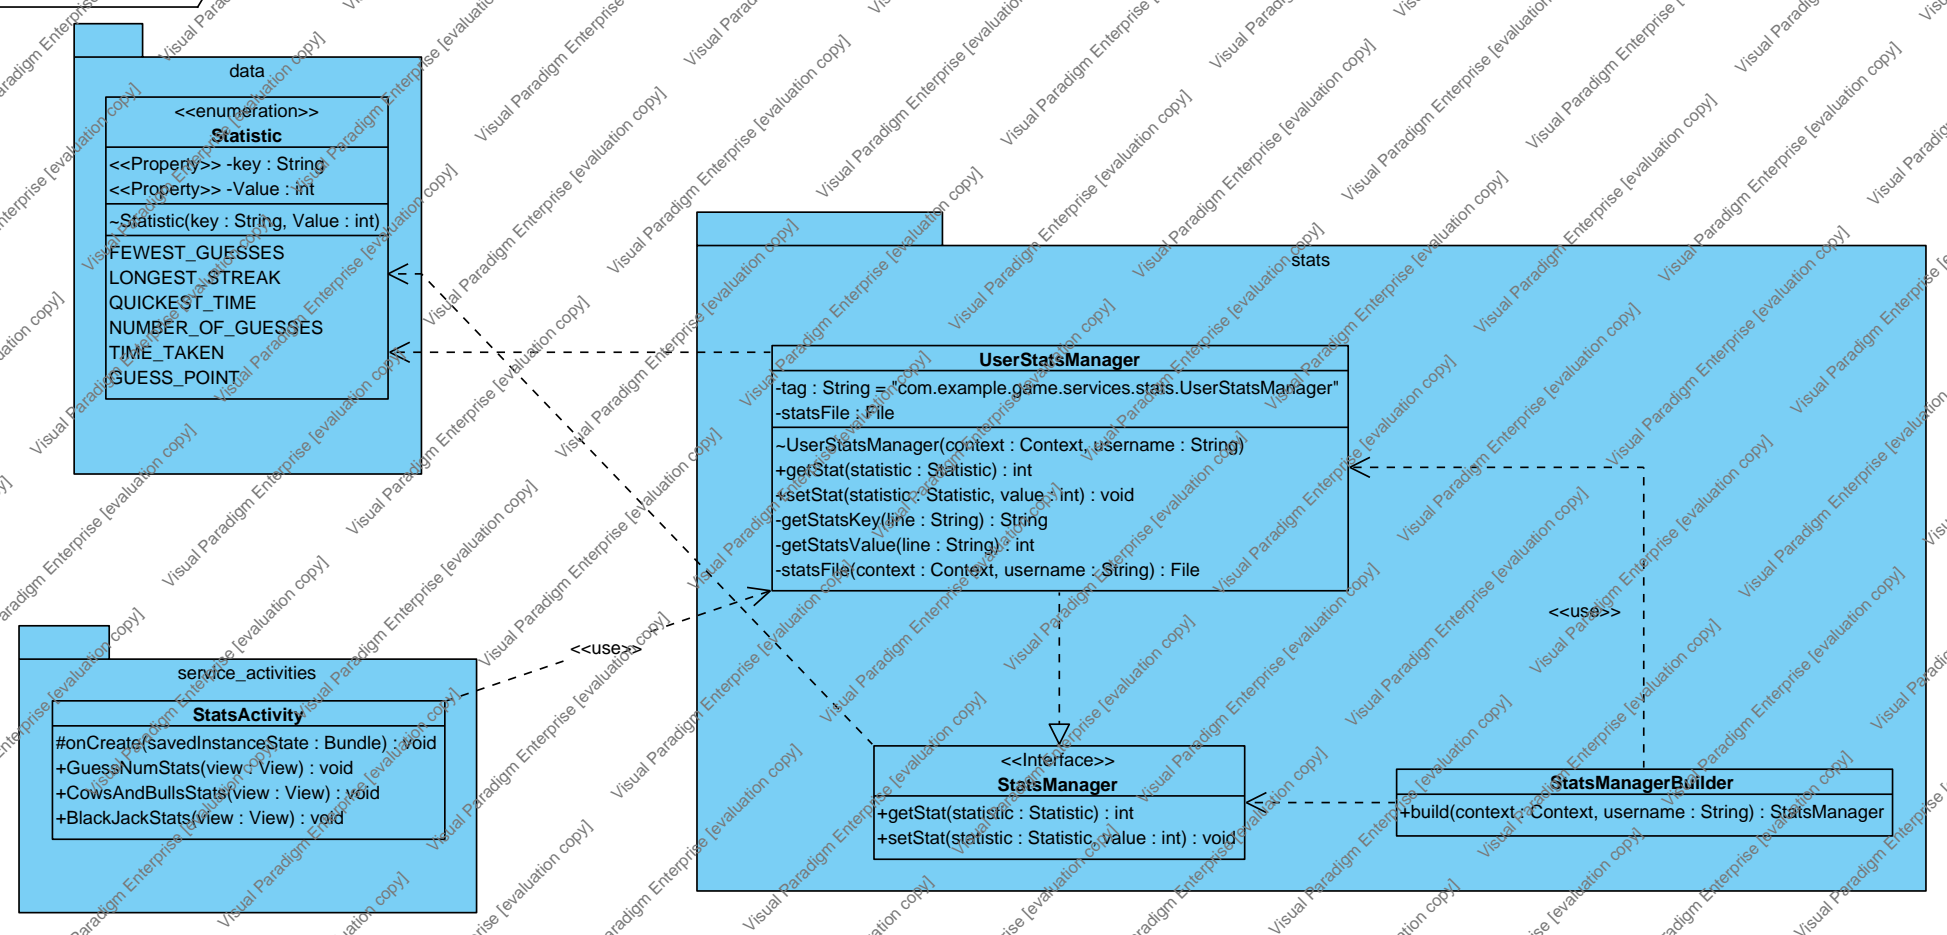 data
<<enumeration>>
Statistic
<<Property>> -key : String
<<Property>> -Value : int
~Statistic(key : String, Value : int)
FEWEST_GUESSES
LONGEST_STREAK
QUICKEST_TIME
NUMBER_OF_GUESSES
TIME_TAKEN
GUESS_POINT
stats
UserStatsManager
-tag : String = "com.example.game.services.stats.UserStatsManager"
-statsFile : File
~UserStatsManager(context : Context, username : String)
+getStat(statistic : Statistic) : int
+setStat(statistic : Statistic, value : int) : void
-getStatsKey(line : String) : String
-getStatsValue(line : String) : int
-statsFile(context : Context, username : String) : File
<<use>>
<<use>>
service_activities
StatsActivity
#onCreate(savedInstanceState : Bundle) : void
+GuessNumStats(view : View) : void
+CowsAndBullsStats(view : View) : void
+BlackJackStats(view : View) : void
<<Interface>>
StatsManager
+getStat(statistic : Statistic) : int
+setStat(statistic : Statistic, value : int) : void
StatsManagerBuilder
+build(context : Context, username : String) : StatsManager
Visual Paradigm Enterprise [evaluation copy]